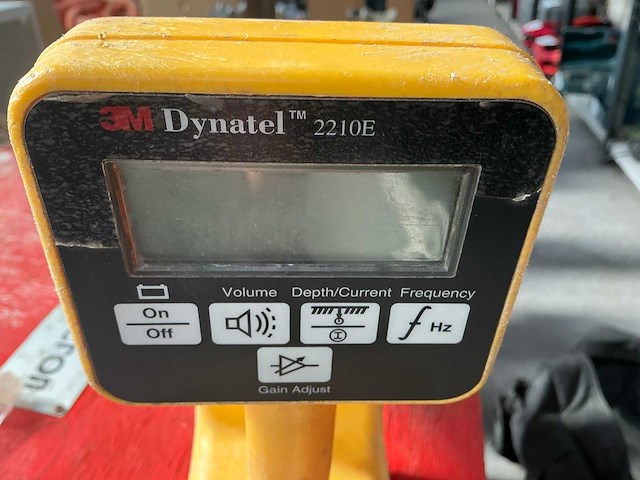 3M Dynatel™ 2210E
Volume Depth/Current Frequency
On
Off
I
f Hz
Gain Adjust